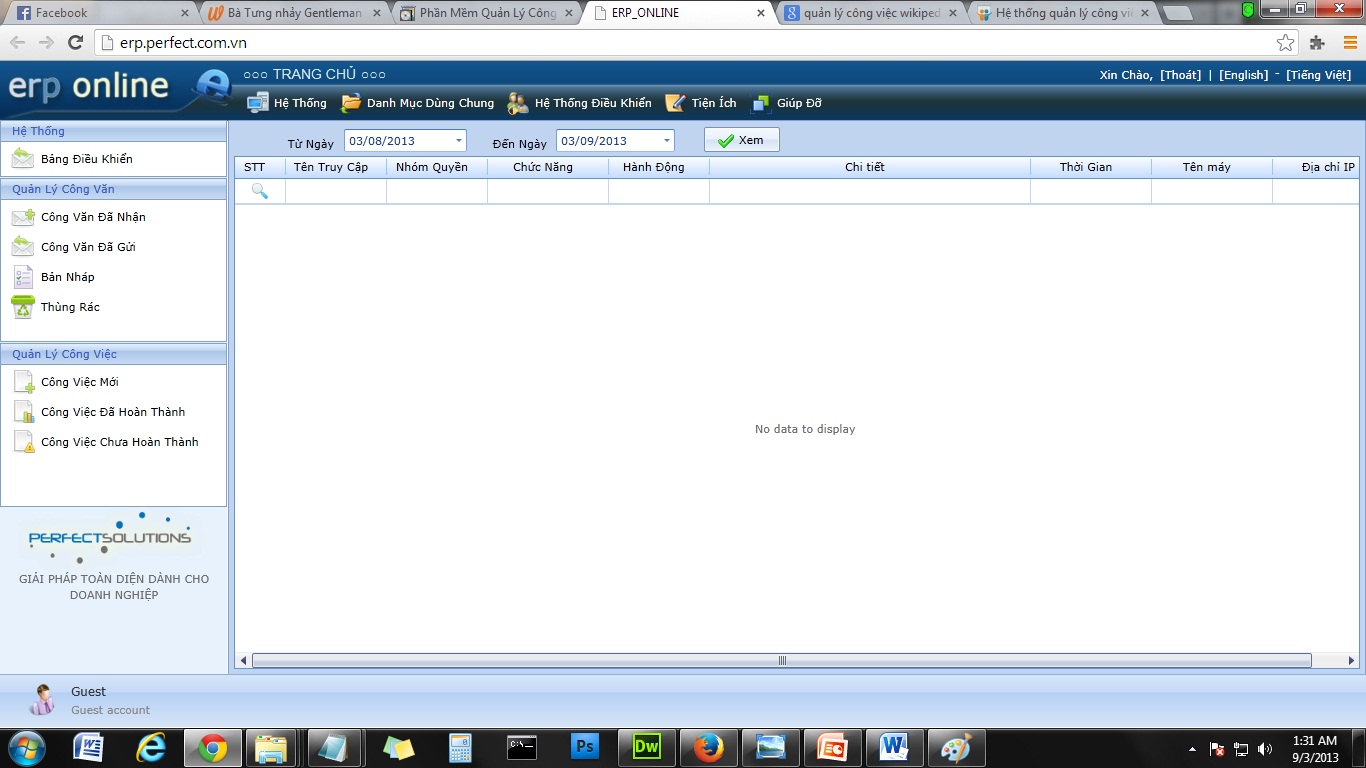 Facebook
Bà Tưng nhảy Gentleman
Phần Mềm Quản Lý Công
ERP_ONLINE
quản lý công việc wikiped
Hệ thống quản lý công việ
erp.perfect.com.vn
erp online
○○○ TRANG CHỦ ○○○
Xin Chào, [Thoát] | [English] - [Tiếng Việt]
Hệ Thống
Danh Mục Dùng Chung
Hệ Thống Điều Khiển
Tiện Ích
Giúp Đỡ
Hệ Thống
Bảng Điều Khiển
Quản Lý Công Văn
Công Văn Đã Nhận
Công Văn Đã Gửi
Bản Nháp
Thùng Rác
Quản Lý Công Việc
Công Việc Mới
Công Việc Đã Hoàn Thành
Công Việc Chưa Hoàn Thành
PERFECTSOLUTIONS
GIẢI PHÁP TOÀN DIỆN DÀNH CHO
DOANH NGHIỆP
Từ Ngày 03/08/2013 Đến Ngày 03/09/2013 Xem
STT Tên Truy Cập Nhóm Quyền Chức Năng Hành Động Chi tiết Thời Gian Tên máy Địa chỉ IP
No data to display
Guest
Guest account
Ps
Dw
1:31 AM
9/3/2013